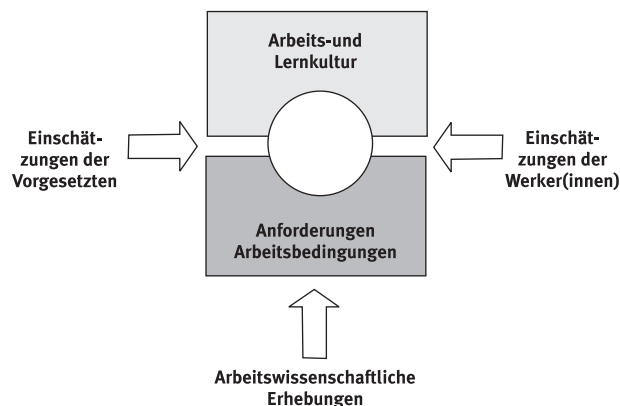 Arbeits-und
Lernkultur
Einschät-
zungen der
Vorgesetzten
Einschät-
zungen der
Werker(innen)
Anforderungen
Arbeitsbedingungen
Arbeitswissenschaftliche
Erhebungen